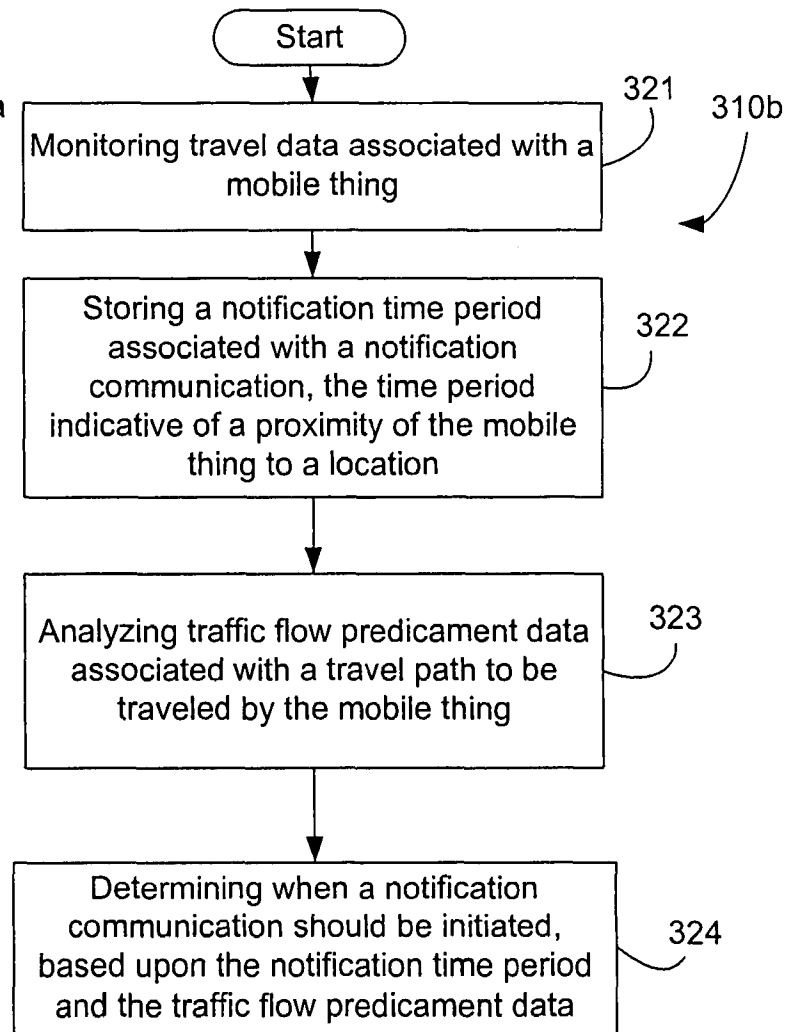 Start
a
321
310b
Monitoring travel data associated with a
mobile thing
Storing a notification time period
associated with a notification
communication, the time period
indicative of a proximity of the mobile
thing to a location
322
Analyzing traffic flow predicament data
associated with a travel path to be
traveled by the mobile thing
323
Determining when a notification
communication should be initiated,
based upon the notification time period
and the traffic flow predicament data
324